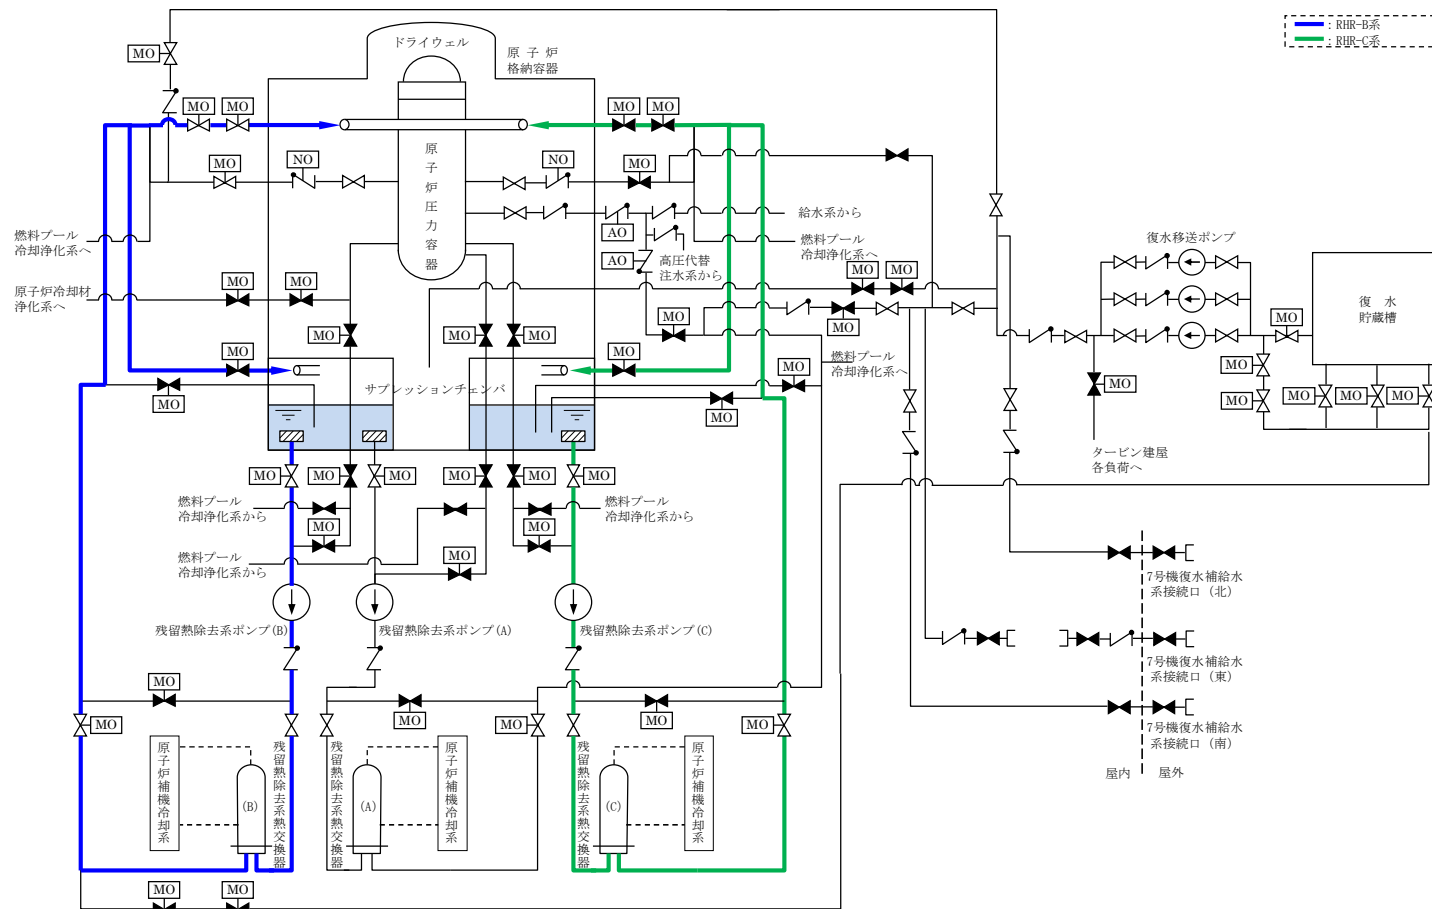 : RHR-B系
: RHR-C系
ドライウェル
原子炉
格納容器
MO
MO
MO
MO
MO
MO
NO
NO
MO
原子炉圧力容器
AO
AO
給水系から
燃料プール
冷却浄化系へ
燃料プール
冷却浄化系へ
高圧代替
注水系から
原子炉冷却材
浄化系へ
MO
MO
MO
MO
MO
MO
MO
MO
MO
MO
MO
MO
燃料プール
冷却浄化系へ
サプレッションチェンバ
MO
MO
MO
復水移送ポンプ
復水
貯蔵槽
MO
MO
MO
MO
MO
MO
MO
タービン建屋
各負荷へ
MO
MO
MO
MO
MO
MO
燃料プール
冷却浄化系から
燃料プール
冷却浄化系から
MO
MO
燃料プール
冷却浄化系から
MO
残留熱除去系ポンプ(B)
残留熱除去系ポンプ(A)
残留熱除去系ポンプ(C)
7号機復水補給水
系接続口（北）
7号機復水補給水
系接続口（東）
7号機復水補給水
系接続口（南）
屋内
屋外
MO
MO
MO
MO
MO
MO
原子炉補機冷却系
(B)
残留熱除去系熱交換器
残留熱除去系熱交換器
(A)
原子炉補機冷却系
残留熱除去系熱交換器
(C)
原子炉補機冷却系
MO
MO